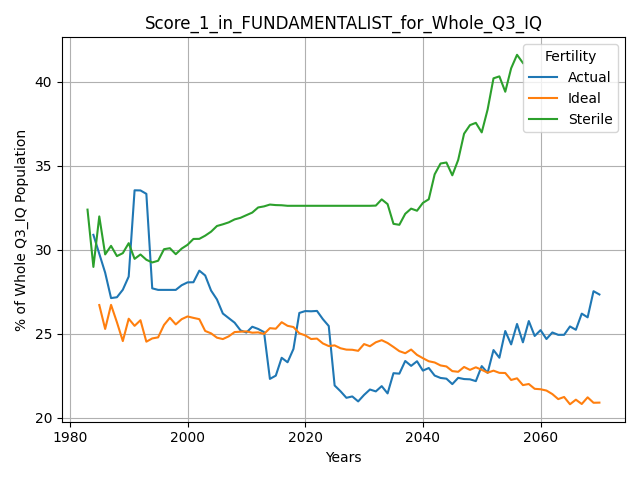 Score_1_in_FUNDAMENTALIST_for_Whole_Q3_IQ
Fertility
Actual
Ideal
Sterile
% of Whole Q3_IQ Population
40
35
30
25
20
1980
2000
2020
2040
2060
Years